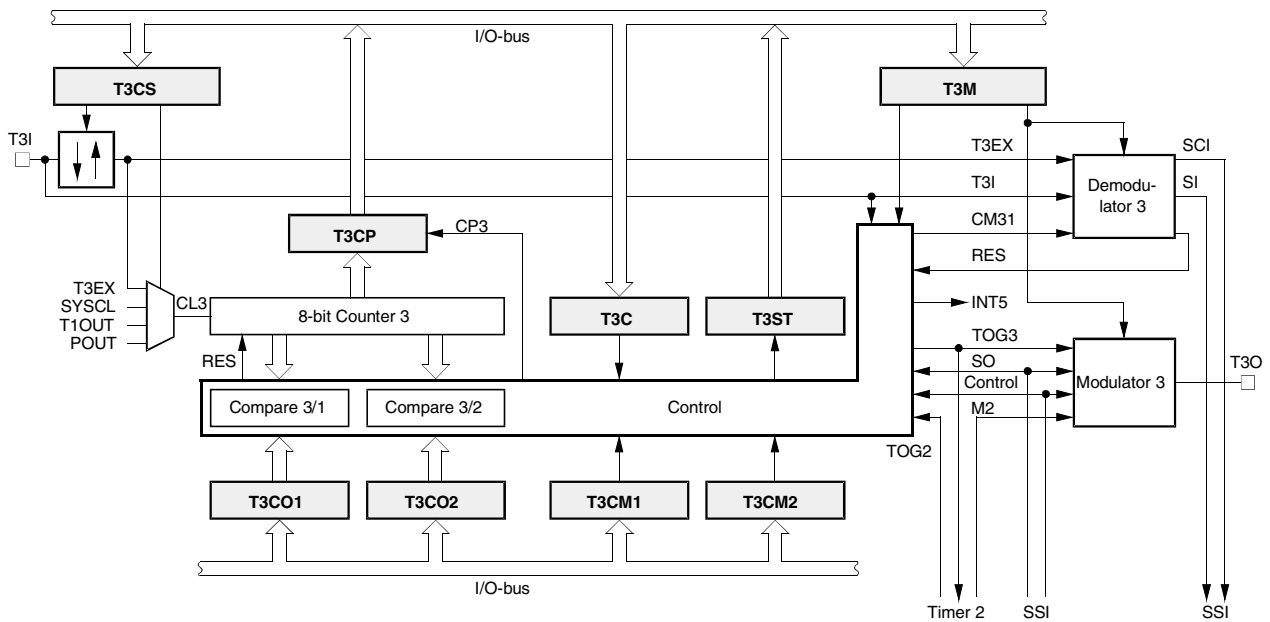 I/O-bus
T3CS
T3M
T3I
T3EX
SCI
T3I
SI
Demodu-
lator 3
T3CP
CP3
CM31
RES
T3EX
SYSCL
T1OUT
POUT
CL3
8-bit Counter 3
T3C
T3ST
INT5
RES
TOG3
SO
Control
M2
Modulator 3
T3O
Compare 3/1
Compare 3/2
Control
TOG2
T3CO1
T3CO2
T3CM1
T3CM2
I/O-bus
Timer 2
SSI
SSI